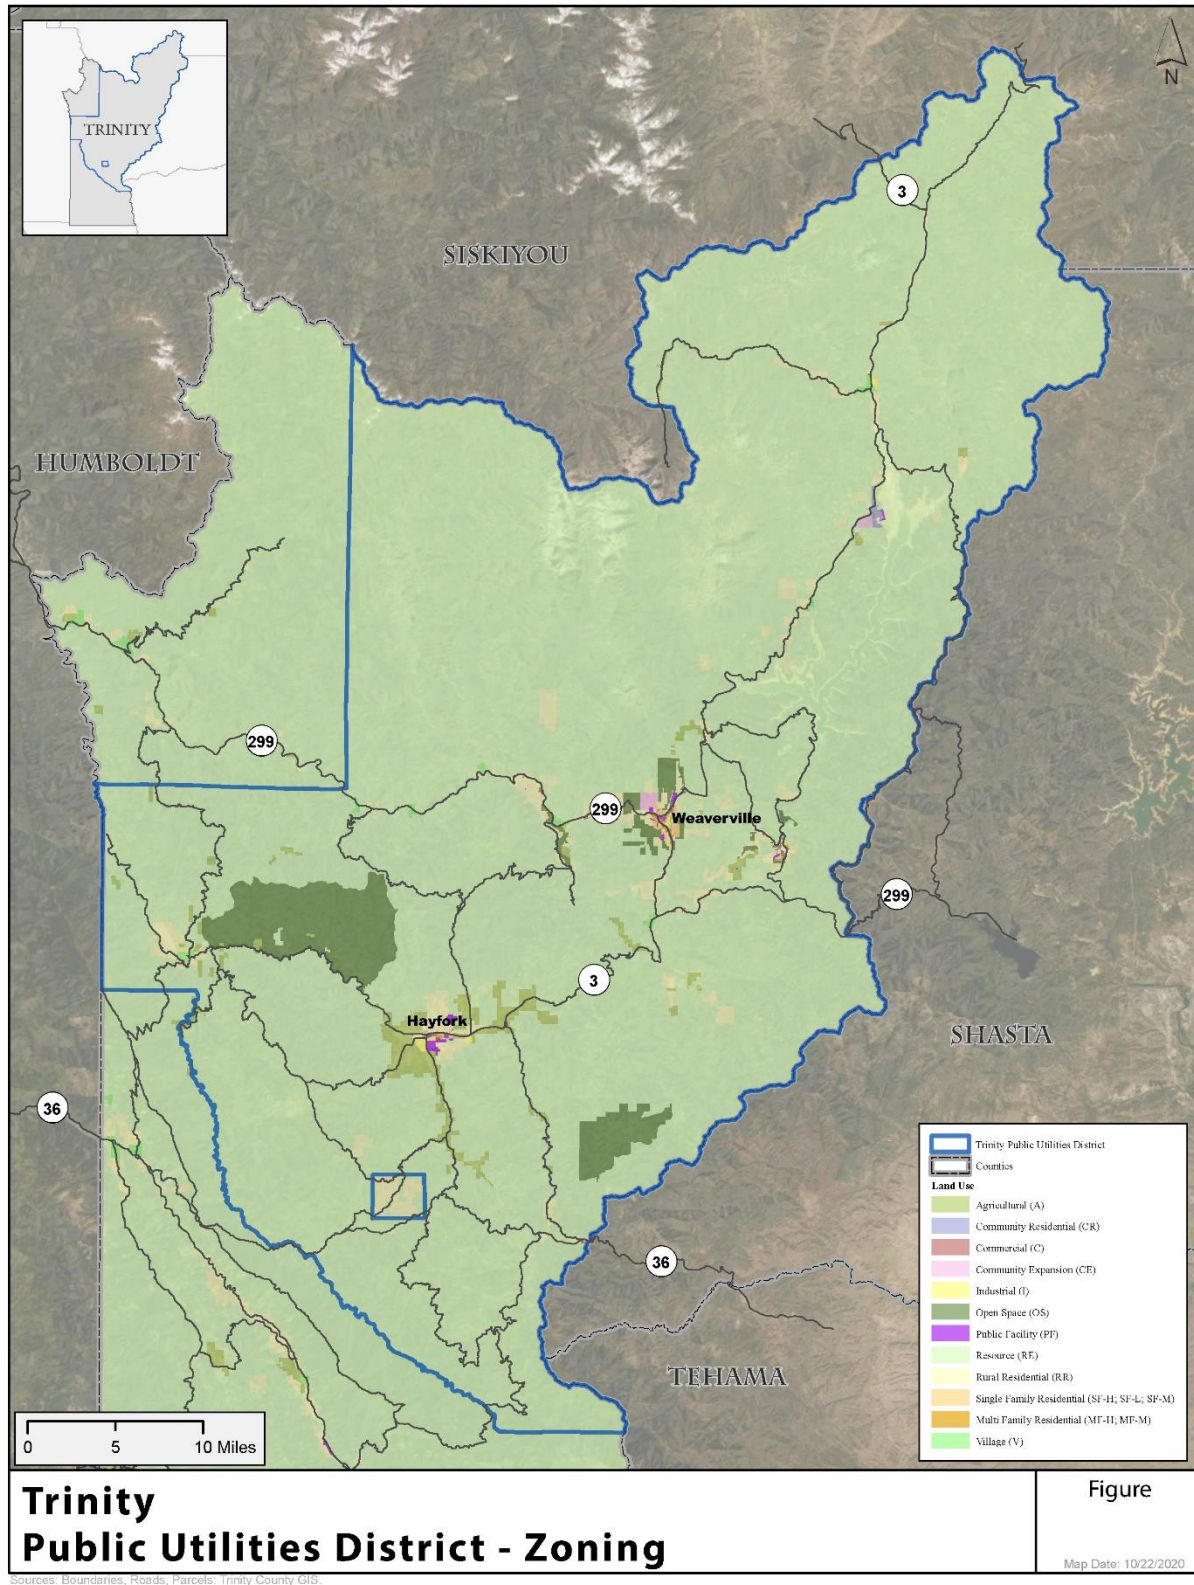 TRINITY
N
3
SISKIYOU
HUMBOLDT
299
299
Weaverville
299
3
Hayfork
SHASTA
36
36
TEHAMA
Trinity Public Utilities District
Counties
Land Use
Agricultural (A)
Community Residential (CR)
Commercial (C)
Community Expansion (CE)
Industrial (I)
Open Space (OS)
Public Facility (PF)
Resource (RE)
Rural Residential (RR)
Single Family Residential (SF-H; SF-L; SF-M)
Multi Family Residential (MF-H; MF-M)
Village (V)
0 5 10 Miles
Trinity
Public Utilities District - Zoning
Figure
Map Date: 10/22/2020
Sources: Boundaries, Roads, Parcels: Trinity County GIS.